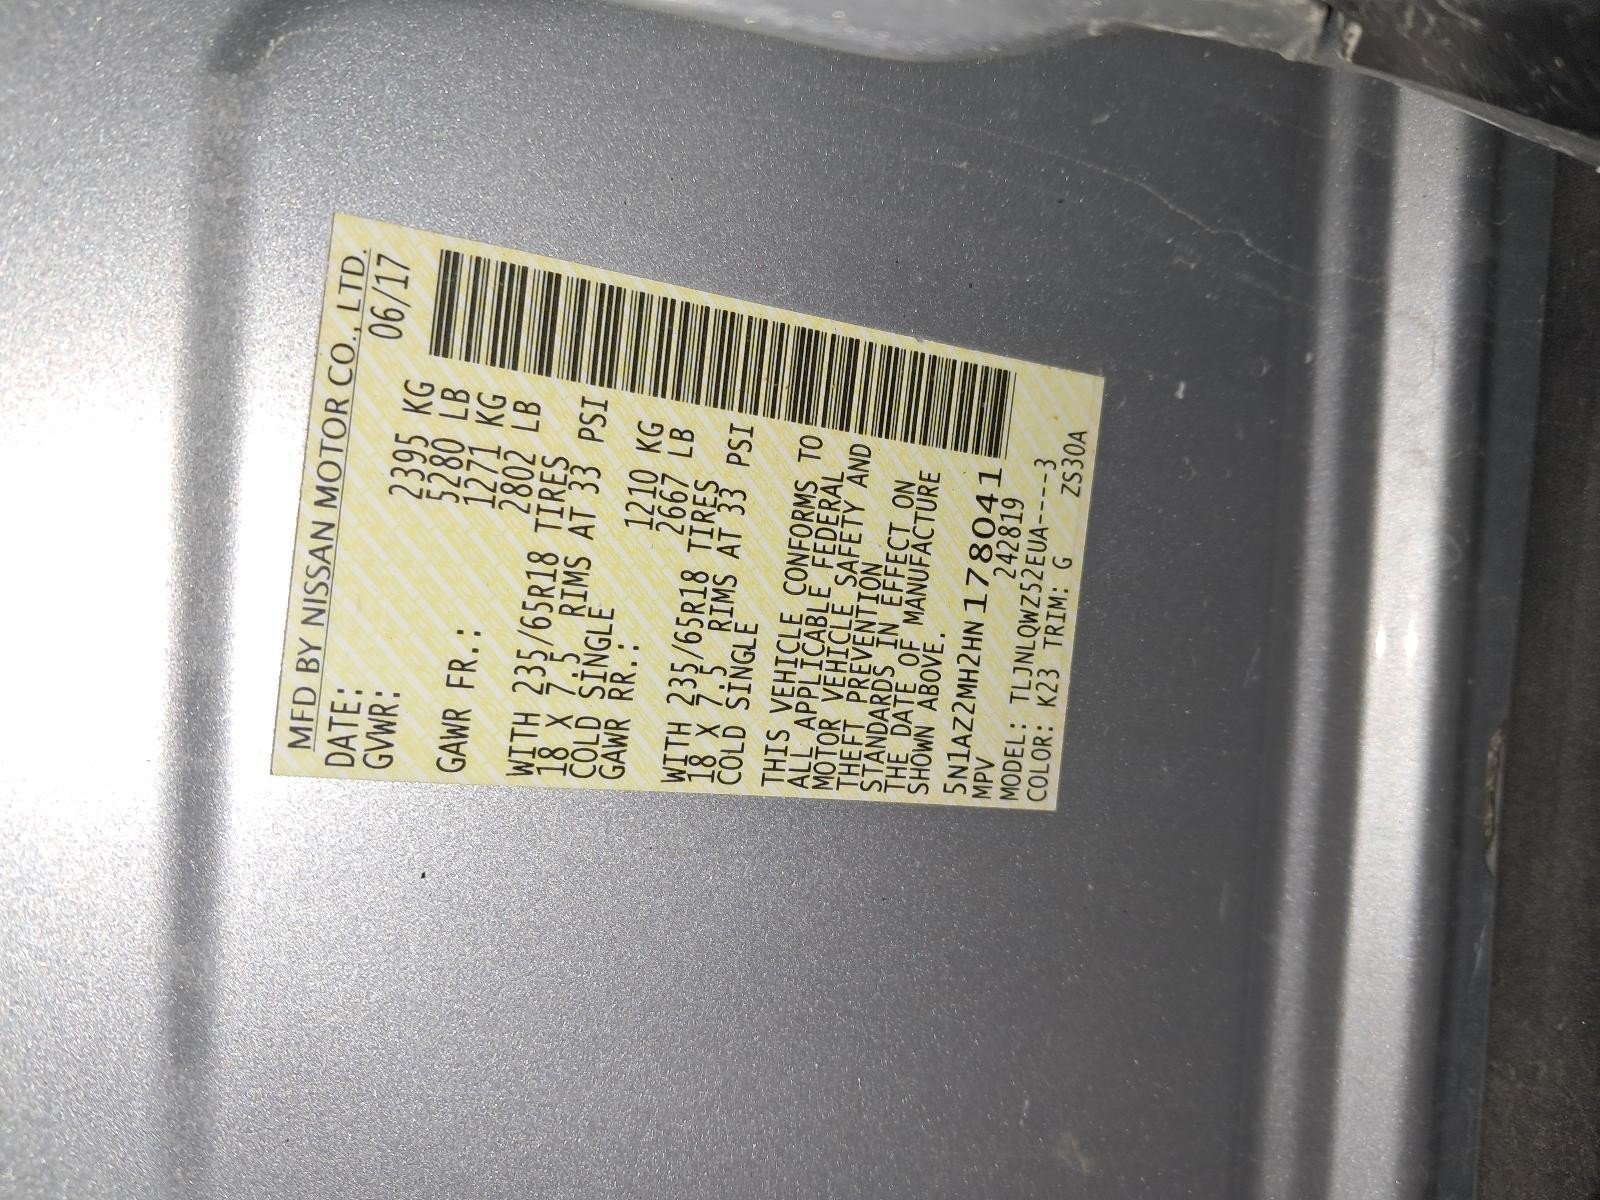 MFD BY NISSAN MOTOR CO., LTD.
DATE: 06/17
GVWR: 2395 KG
5280 LB
GAWR FR.: 1271 KG
2802 LB
WITH 235/65R18 TIRES
18 X 7.5 RIMS AT 33 PSI
COLD SINGLE
GAWR RR.: 1210 KG
2667 LB
WITH 235/65R18 TIRES
18 X 7.5 RIMS AT 33 PSI
COLD SINGLE
THIS VEHICLE CONFORMS TO
ALL APPLICABLE FEDERAL
MOTOR VEHICLE SAFETY AND
THEFT PREVENTION
STANDARDS IN EFFECT ON
THE DATE OF MANUFACTURE
SHOWN ABOVE.
5N1AZ2MH2HN178041
MPV 242819
MODEL: TLJNLQWZ52EUA----3
COLOR: K23 TRIM: G ZS30A